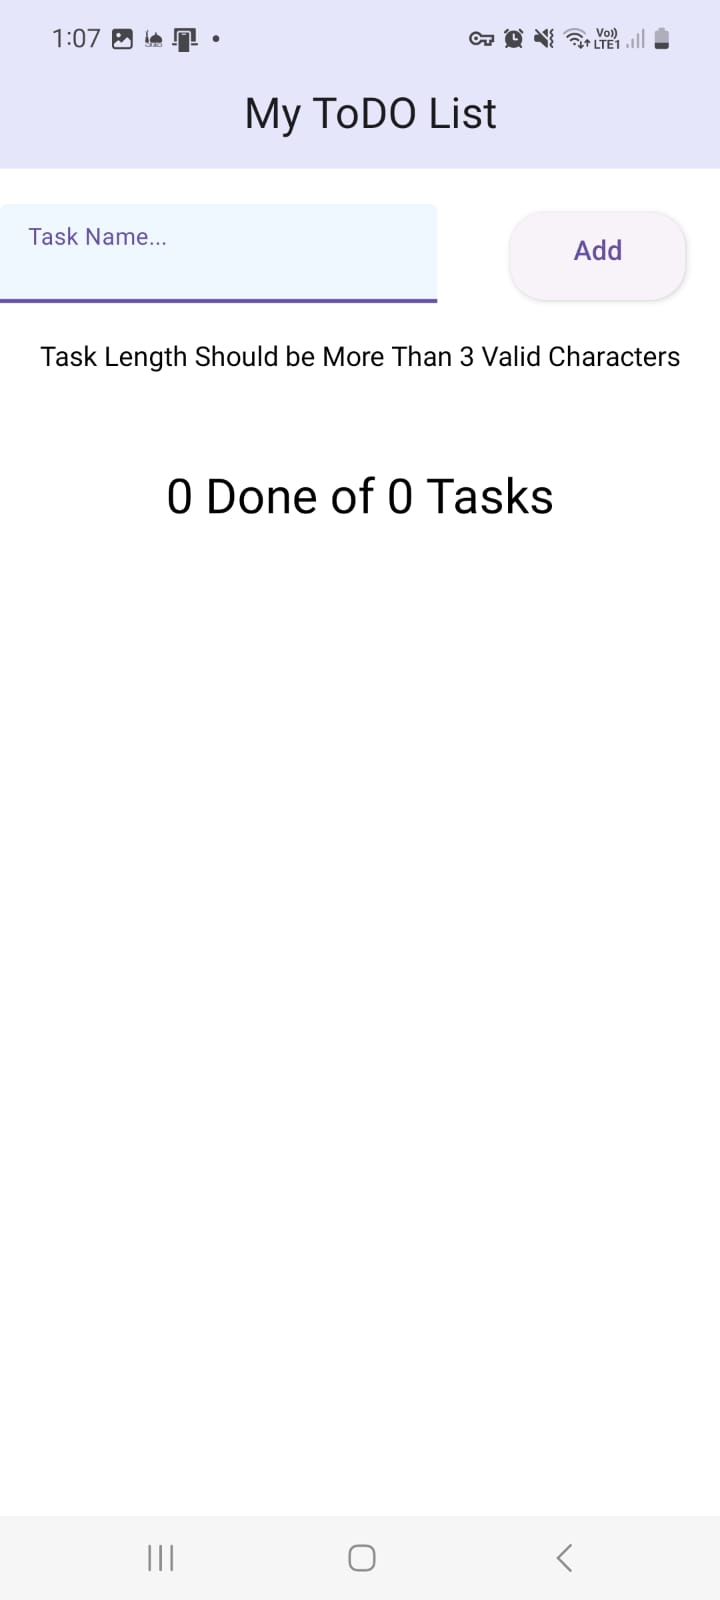 1:07 Vo)) LTE1
My ToDO List
Task Name...
Add
Task Length Should be More Than 3 Valid Characters
0 Done of 0 Tasks